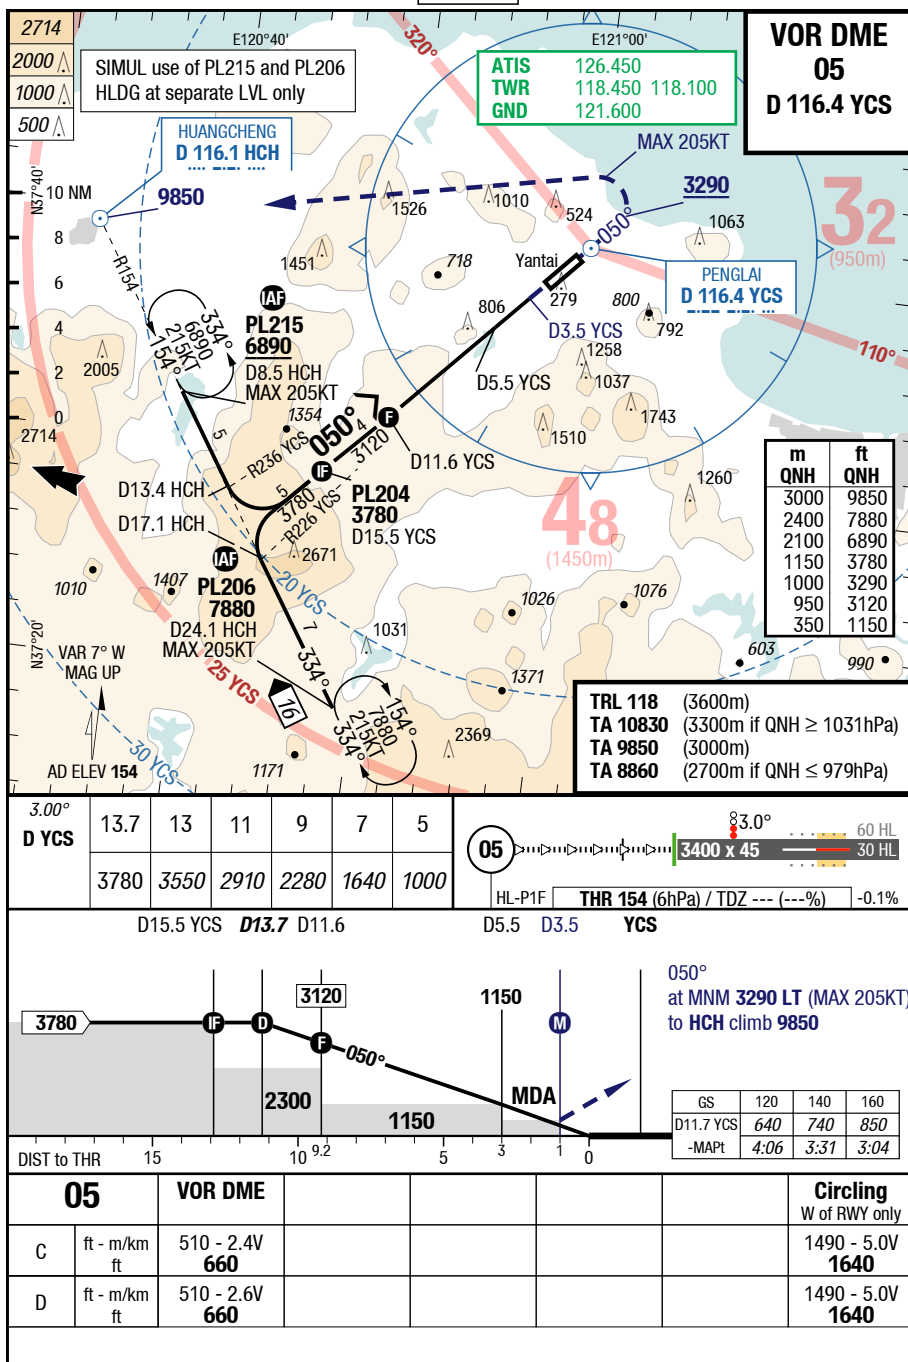 2714
2000
1000
500
SIMUL use of PL215 and PL206
HLDG at separate LVL only
E120°40'
E121°00'
320°
ATIS 126.450
TWR 118.450 118.100
GND 121.600
VOR DME
05
D 116.4 YCS
HUANGCHENG
D 116.1 HCH
MAX 205KT
N37°40'
10 NM
8
6
4
2
0
9850
3290
050°
1526
1010
524
1063
32
(950m)
1451
718
Yantai
279
PENGLAI
D 116.4 YCS
R154
IAF
PL215
6890
D8.5 HCH
MAX 205KT
334°
6890
215KT
154°
806
800
792
D3.5 YCS
110°
2005
1258
1037
D5.5 YCS
1354
050°
4
3120
F
D11.6 YCS
1743
1510
2714
5
R236 YCS
IF
PL204
3780
D15.5 YCS
D13.4 HCH
5
3780
R226 YCS
D17.1 HCH
2671
48
(1450m)
1260
m ft
QNH QNH
3000 9850
2400 7880
2100 6890
1150 3780
1000 3290
950 3120
350 1150
IAF
PL206
7880
D24.1 HCH
MAX 205KT
20 YCS
1010
1407
1026
1076
N37°20'
7
334°
1031
603
990
VAR 7° W
MAG UP
25 YCS
16
1371
154°
7880
215KT
334°
2369
30 YCS
1171
AD ELEV 154
TRL 118 (3600m)
TA 10830 (3300m if QNH ≥ 1031hPa)
TA 9850 (3000m)
TA 8860 (2700m if QNH ≤ 979hPa)
3.00°
D YCS 13.7 13 11 9 7 5
3780 3550 2910 2280 1640 1000
05
3.0°
3400 x 45
60 HL
30 HL
HL-P1F
THR 154 (6hPa) / TDZ --- (---%)
-0.1%
D15.5 YCS D13.7 D11.6 D5.5 D3.5 YCS
050°
at MNM 3290 LT (MAX 205KT)
to HCH climb 9850
3780
IF
D
3120
F
050°
1150
M
2300
1150
MDA
GS 120 140 160
D11.7 YCS 640 740 850
-MAPt 4:06 3:31 3:04
DIST to THR 15 10 9.2 5 3 1 0
05 VOR DME Circling
W of RWY only
C ft - m/km 510 - 2.4V 1490 - 5.0V
ft 660 1640
D ft - m/km 510 - 2.6V 1490 - 5.0V
ft 660 1640